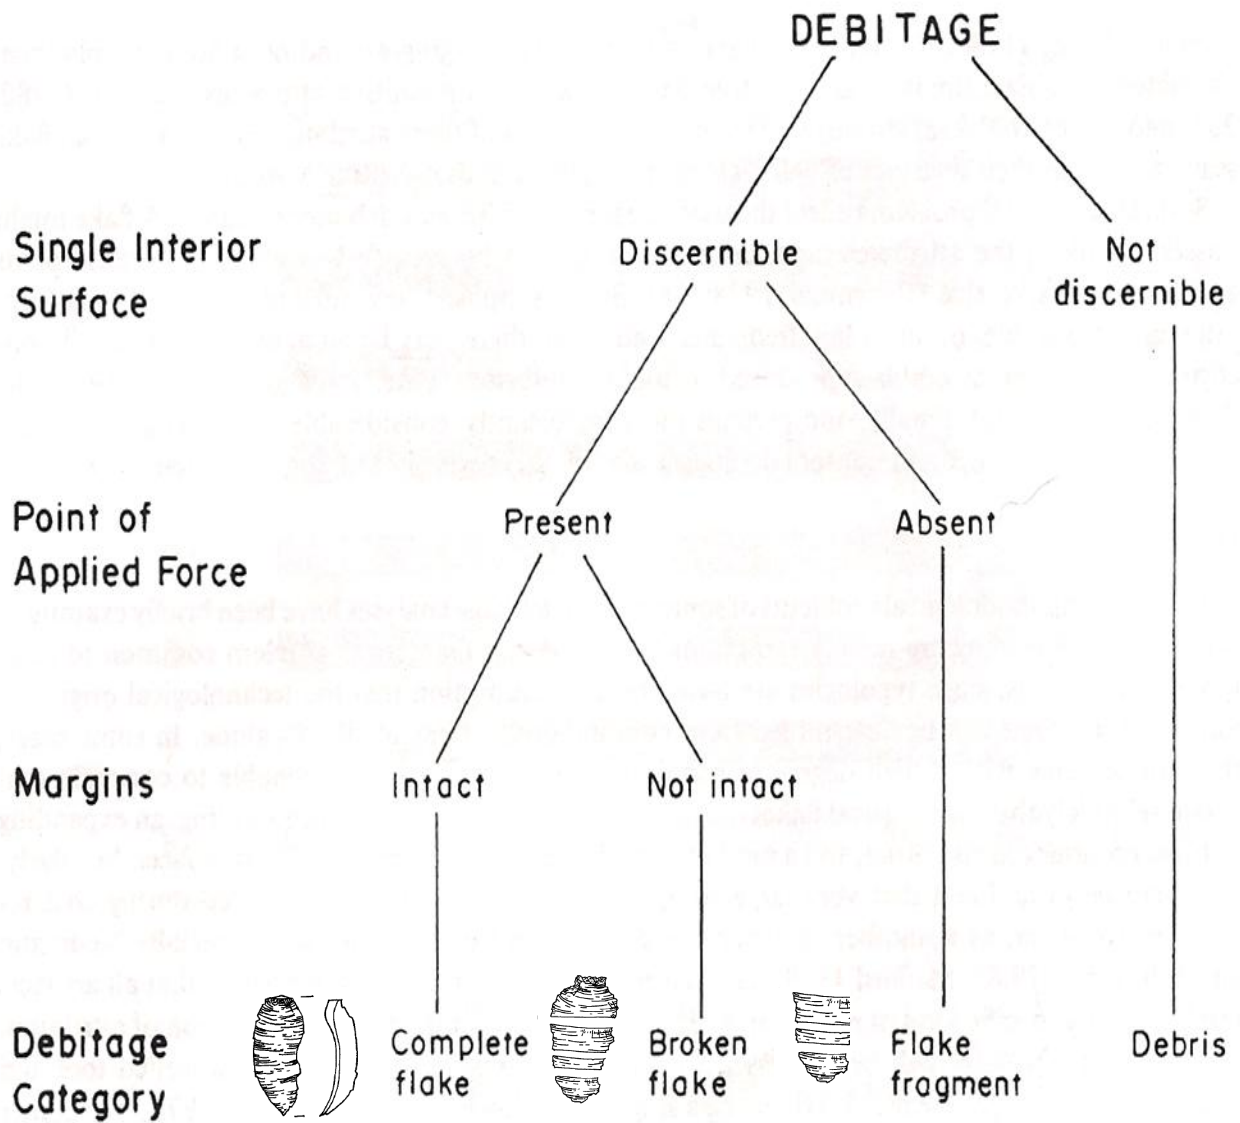 DEBITAGE
Single Interior
Surface
Discernible
Not
discernible
Point of
Applied Force
Present
Absent
Margins
Intact
Not intact
Debitage
Category
Complete
flake
Broken
flake
Flake
fragment
Debris